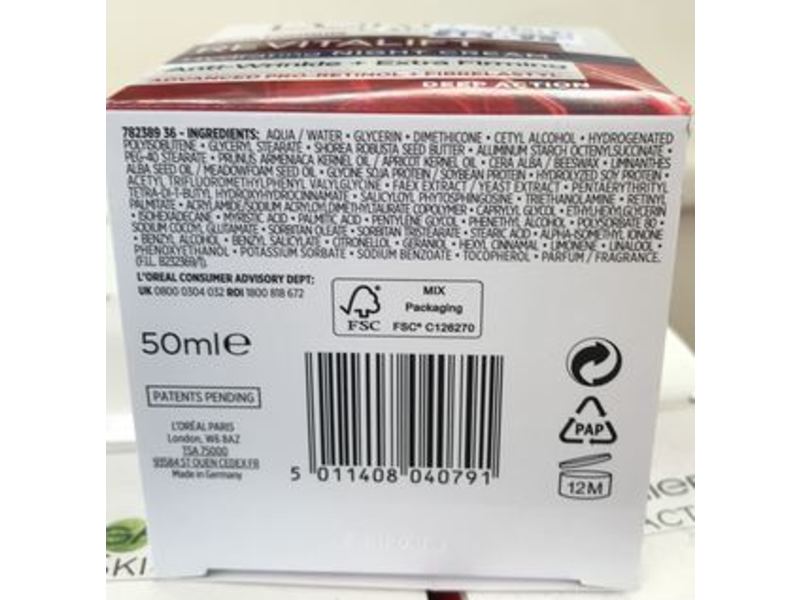 REVITALIFT
NIGHT CREAM
Anti-Wrinkle + Extra Firming
ADVANCED PRO-RETINOL + FIBRELASTYL
DEEP ACTION
782389 36 - INGREDIENTS: AQUA / WATER • GLYCERIN • DIMETHICONE • CETYL ALCOHOL • HYDROGENATED
POLYISOBUTENE • GLYCERYL STEARATE • SHOREA ROBUSTA SEED BUTTER • ALUMINUM STARCH OCTENYLSUCCINATE •
PEG-40 STEARATE • PRUNUS ARMENIACA KERNEL OIL / APRICOT KERNEL OIL • CERA ALBA / BEESWAX • LIMNANTHES
ALBA SEED OIL / MEADOWFOAM SEED OIL • GLYCINE SOJA PROTEIN / SOYBEAN PROTEIN • HYDROLYZED SOY PROTEIN •
ACETYL TRIFLUOROMETHYLPHENYL VALYLGLYCINE • FAEX EXTRACT / YEAST EXTRACT • PENTAERYTHRITYL
TETRA-DI-T-BUTYL HYDROXYHYDROCINNAMATE • SALICYLOYL PHYTOSPHINGOSINE • TRIETHANOLAMINE • RETINYL
PALMITATE • ACRYLAMIDE/SODIUM ACRYLOYLDIMETHYLTAURATE COPOLYMER • CAPRYLYL GLYCOL • ETHYLHEXYLGLYCERIN
• ISOHEXADECANE • MYRISTIC ACID • PALMITIC ACID • PENTYLENE GLYCOL • PHENETHYL ALCOHOL • POLYSORBATE 80 •
SODIUM COCOYL GLUTAMATE • SORBITAN OLEATE • SORBITAN TRISTEARATE • STEARIC ACID • ALPHA-ISOMETHYL IONONE
• BENZYL ALCOHOL • BENZYL SALICYLATE • CITRONELLOL • GERANIOL • HEXYL CINNAMAL • LIMONENE • LINALOOL •
PHENOXYETHANOL • POTASSIUM SORBATE • SODIUM BENZOATE • TOCOPHEROL • PARFUM / FRAGRANCE.
(F.I.L. B232369/1).
L'OREAL CONSUMER ADVISORY DEPT:
UK 0800 0304 032 ROI 1800 818 672
FSC
MIX
Packaging
FSC® C126270
50ml e
PATENTS PENDING
L'ORÉAL PARIS
London, W6 8AZ
TSA 75000
93584 ST OUEN CEDEX FR
Made in Germany
5 011408 040791
PAP
12M
SKI